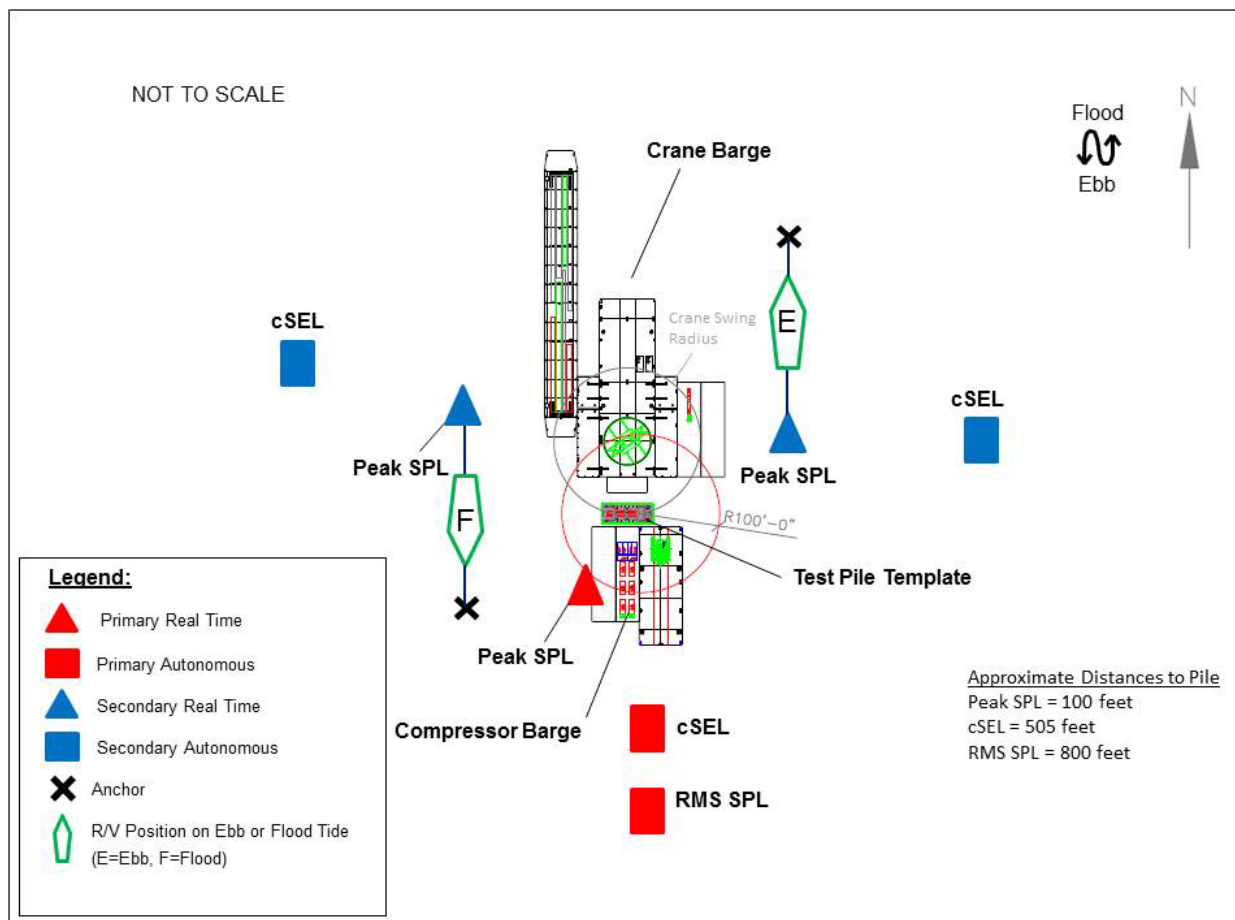 NOT TO SCALE
N
Flood
Ebb
Crane Barge
Crane Swing
Radius
E
cSEL
cSEL
Peak SPL
Peak SPL
F
R100'-0"
Test Pile Template
Peak SPL
Compressor Barge
cSEL
RMS SPL
Legend:
Primary Real Time
Primary Autonomous
Secondary Real Time
Secondary Autonomous
Anchor
R/V Position on Ebb or Flood Tide
(E=Ebb, F=Flood)
Approximate Distances to Pile
Peak SPL = 100 feet
cSEL = 505 feet
RMS SPL = 800 feet